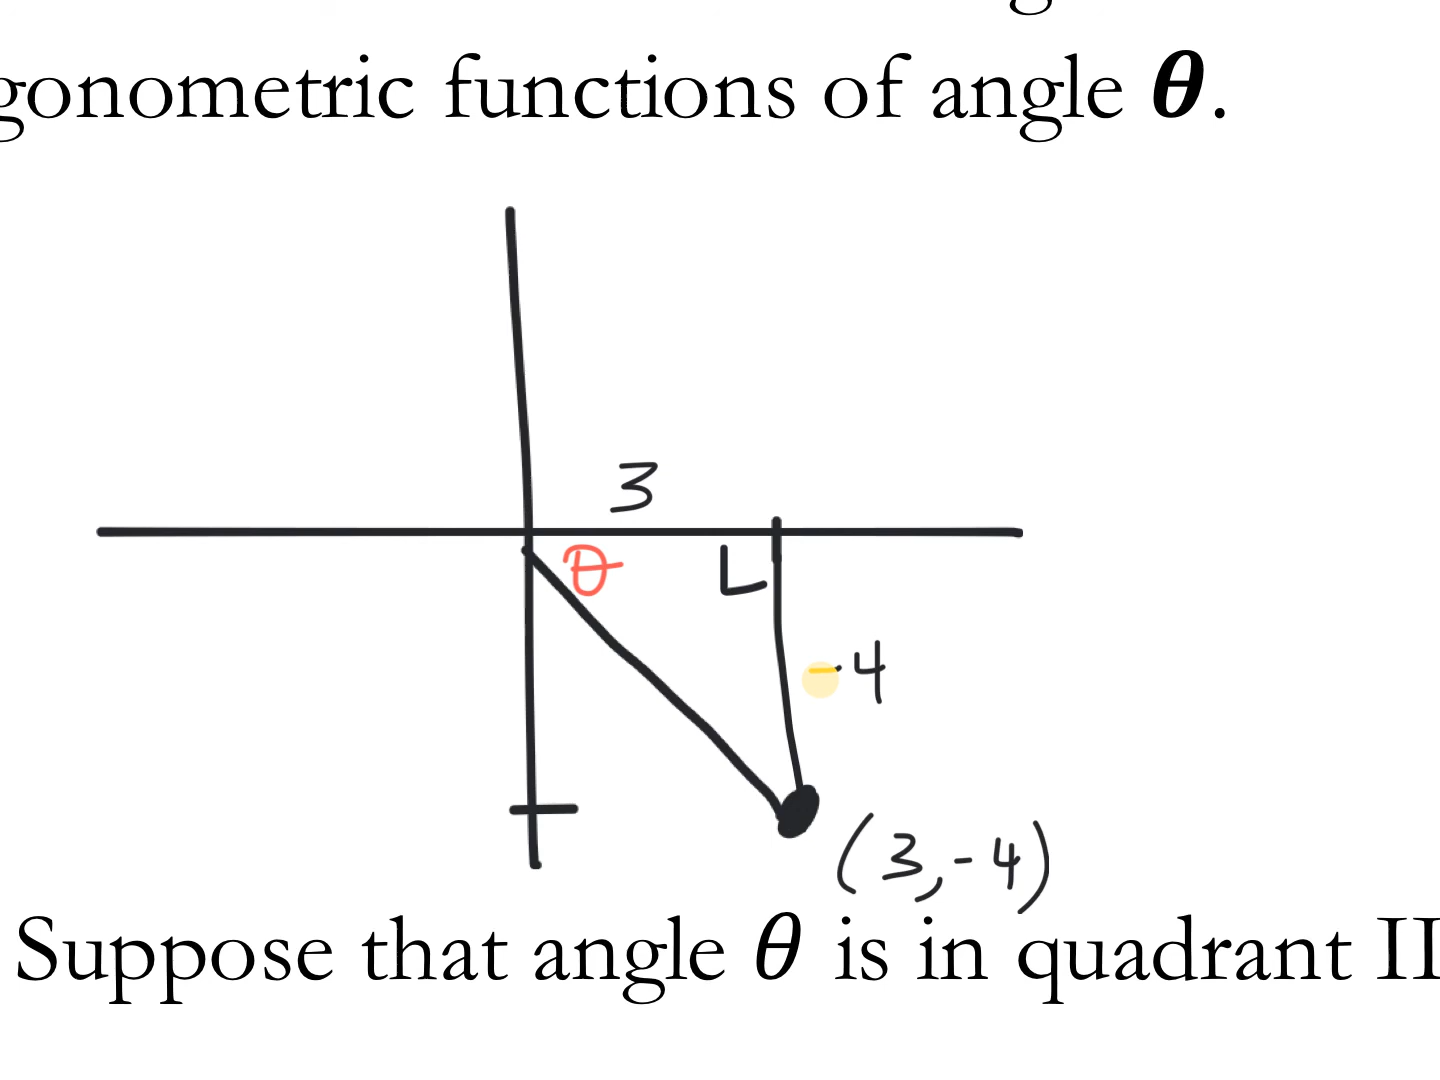 gonometric functions of angle θ.
3
θ
-4
(3,-4)
Suppose that angle θ is in quadrant II